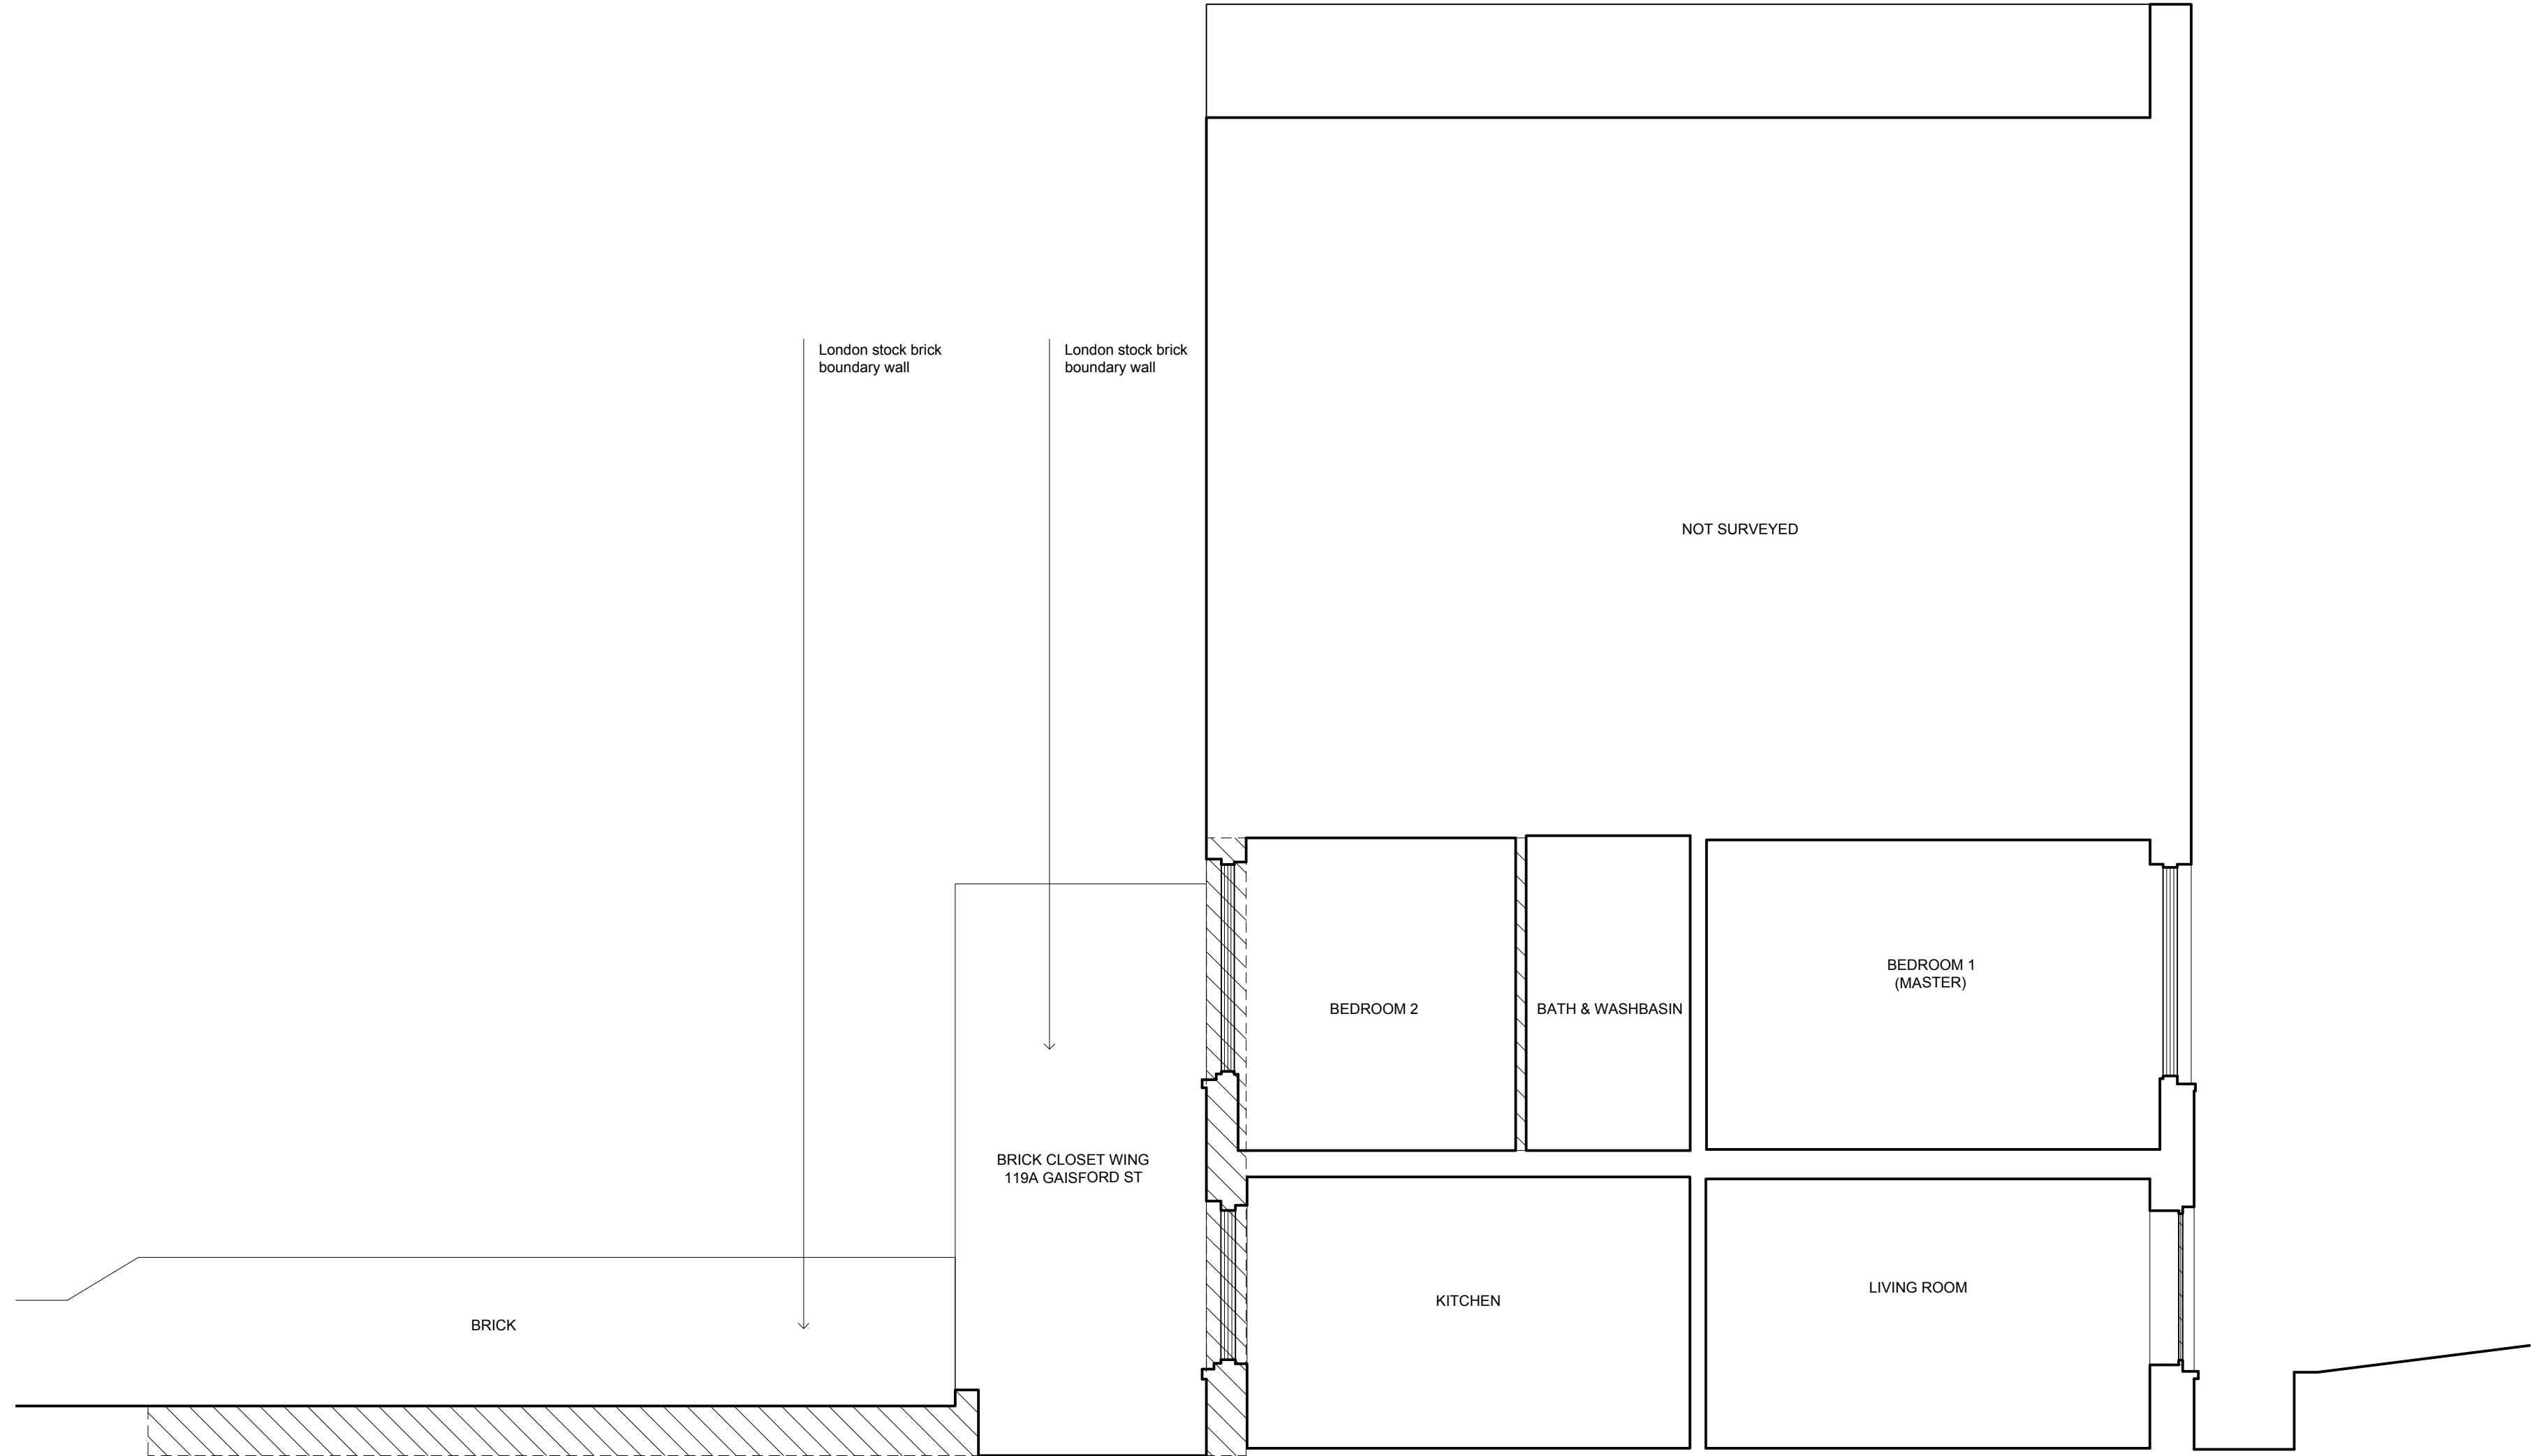 London stock brick
boundary wall
London stock brick
boundary wall
NOT SURVEYED
BEDROOM 1
(MASTER)
BEDROOM 2
BATH & WASHBASIN
BRICK CLOSET WING
119A GAISFORD ST
LIVING ROOM
KITCHEN
BRICK